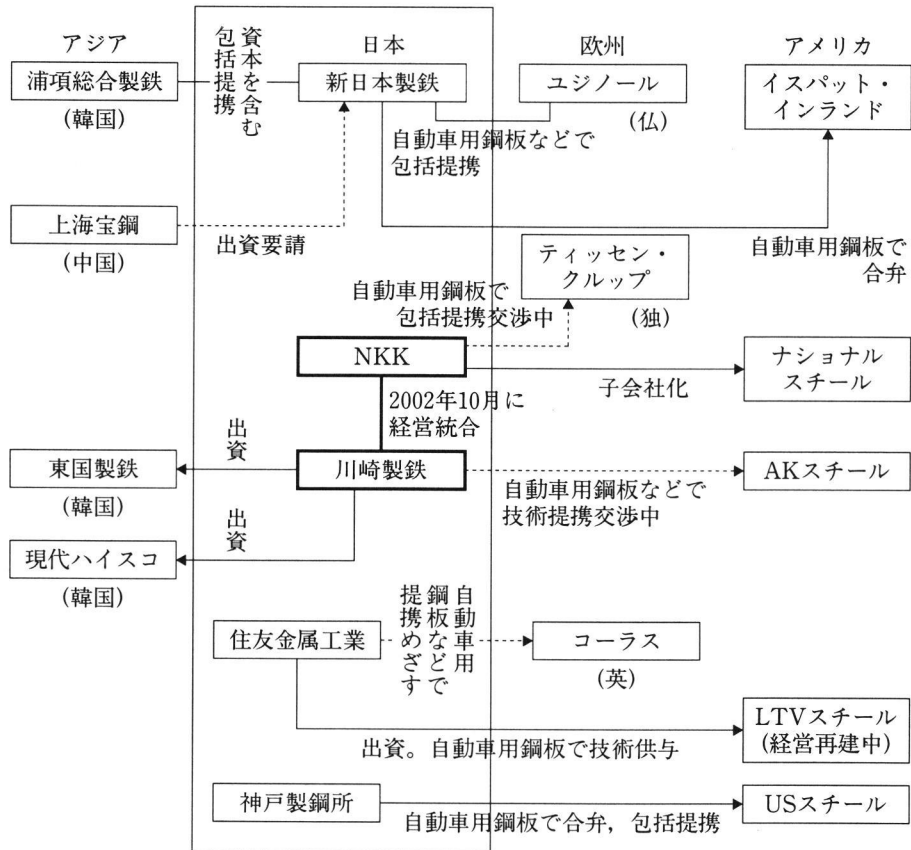 アジア
日本
欧州
アメリカ
浦項総合製鉄
(韓国)
資本を含む
包括提携
新日本製鉄
ユジノール
(仏)
イスパット・
インランド
自動車用鋼板などで
包括提携
上海宝鋼
(中国)
出資要請
自動車用鋼板で
合弁
ティッセン・
クルップ
(独)
自動車用鋼板で
包括提携交渉中
NKK
子会社化
ナショナル
スチール
2002年10月に
経営統合
東国製鉄
(韓国)
出資
川崎製鉄
自動車用鋼板などで
技術提携交渉中
AKスチール
出資
現代ハイスコ
(韓国)
住友金属工業
自動車用
鋼板などで
提携めざす
コーラス
(英)
出資。自動車用鋼板で技術供与
LTVスチール
(経営再建中)
神戸製鋼所
自動車用鋼板で合弁，包括提携
USスチール